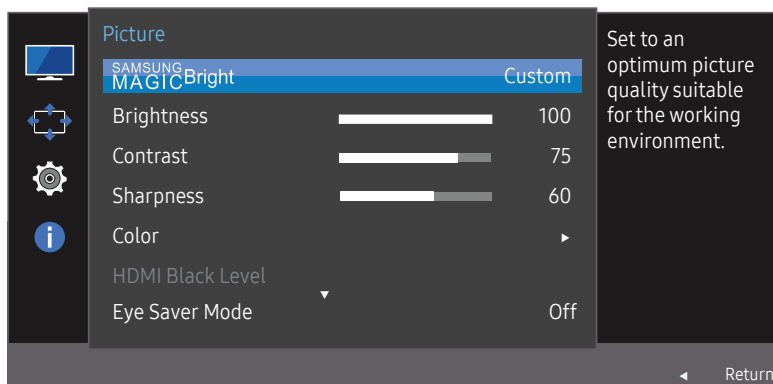 Picture
SAMSUNG
MAGICBright Custom
Brightness 100
Contrast 75
Sharpness 60
Color
HDMI Black Level
Eye Saver Mode Off
Set to an
optimum picture
quality suitable
for the working
environment.
Return